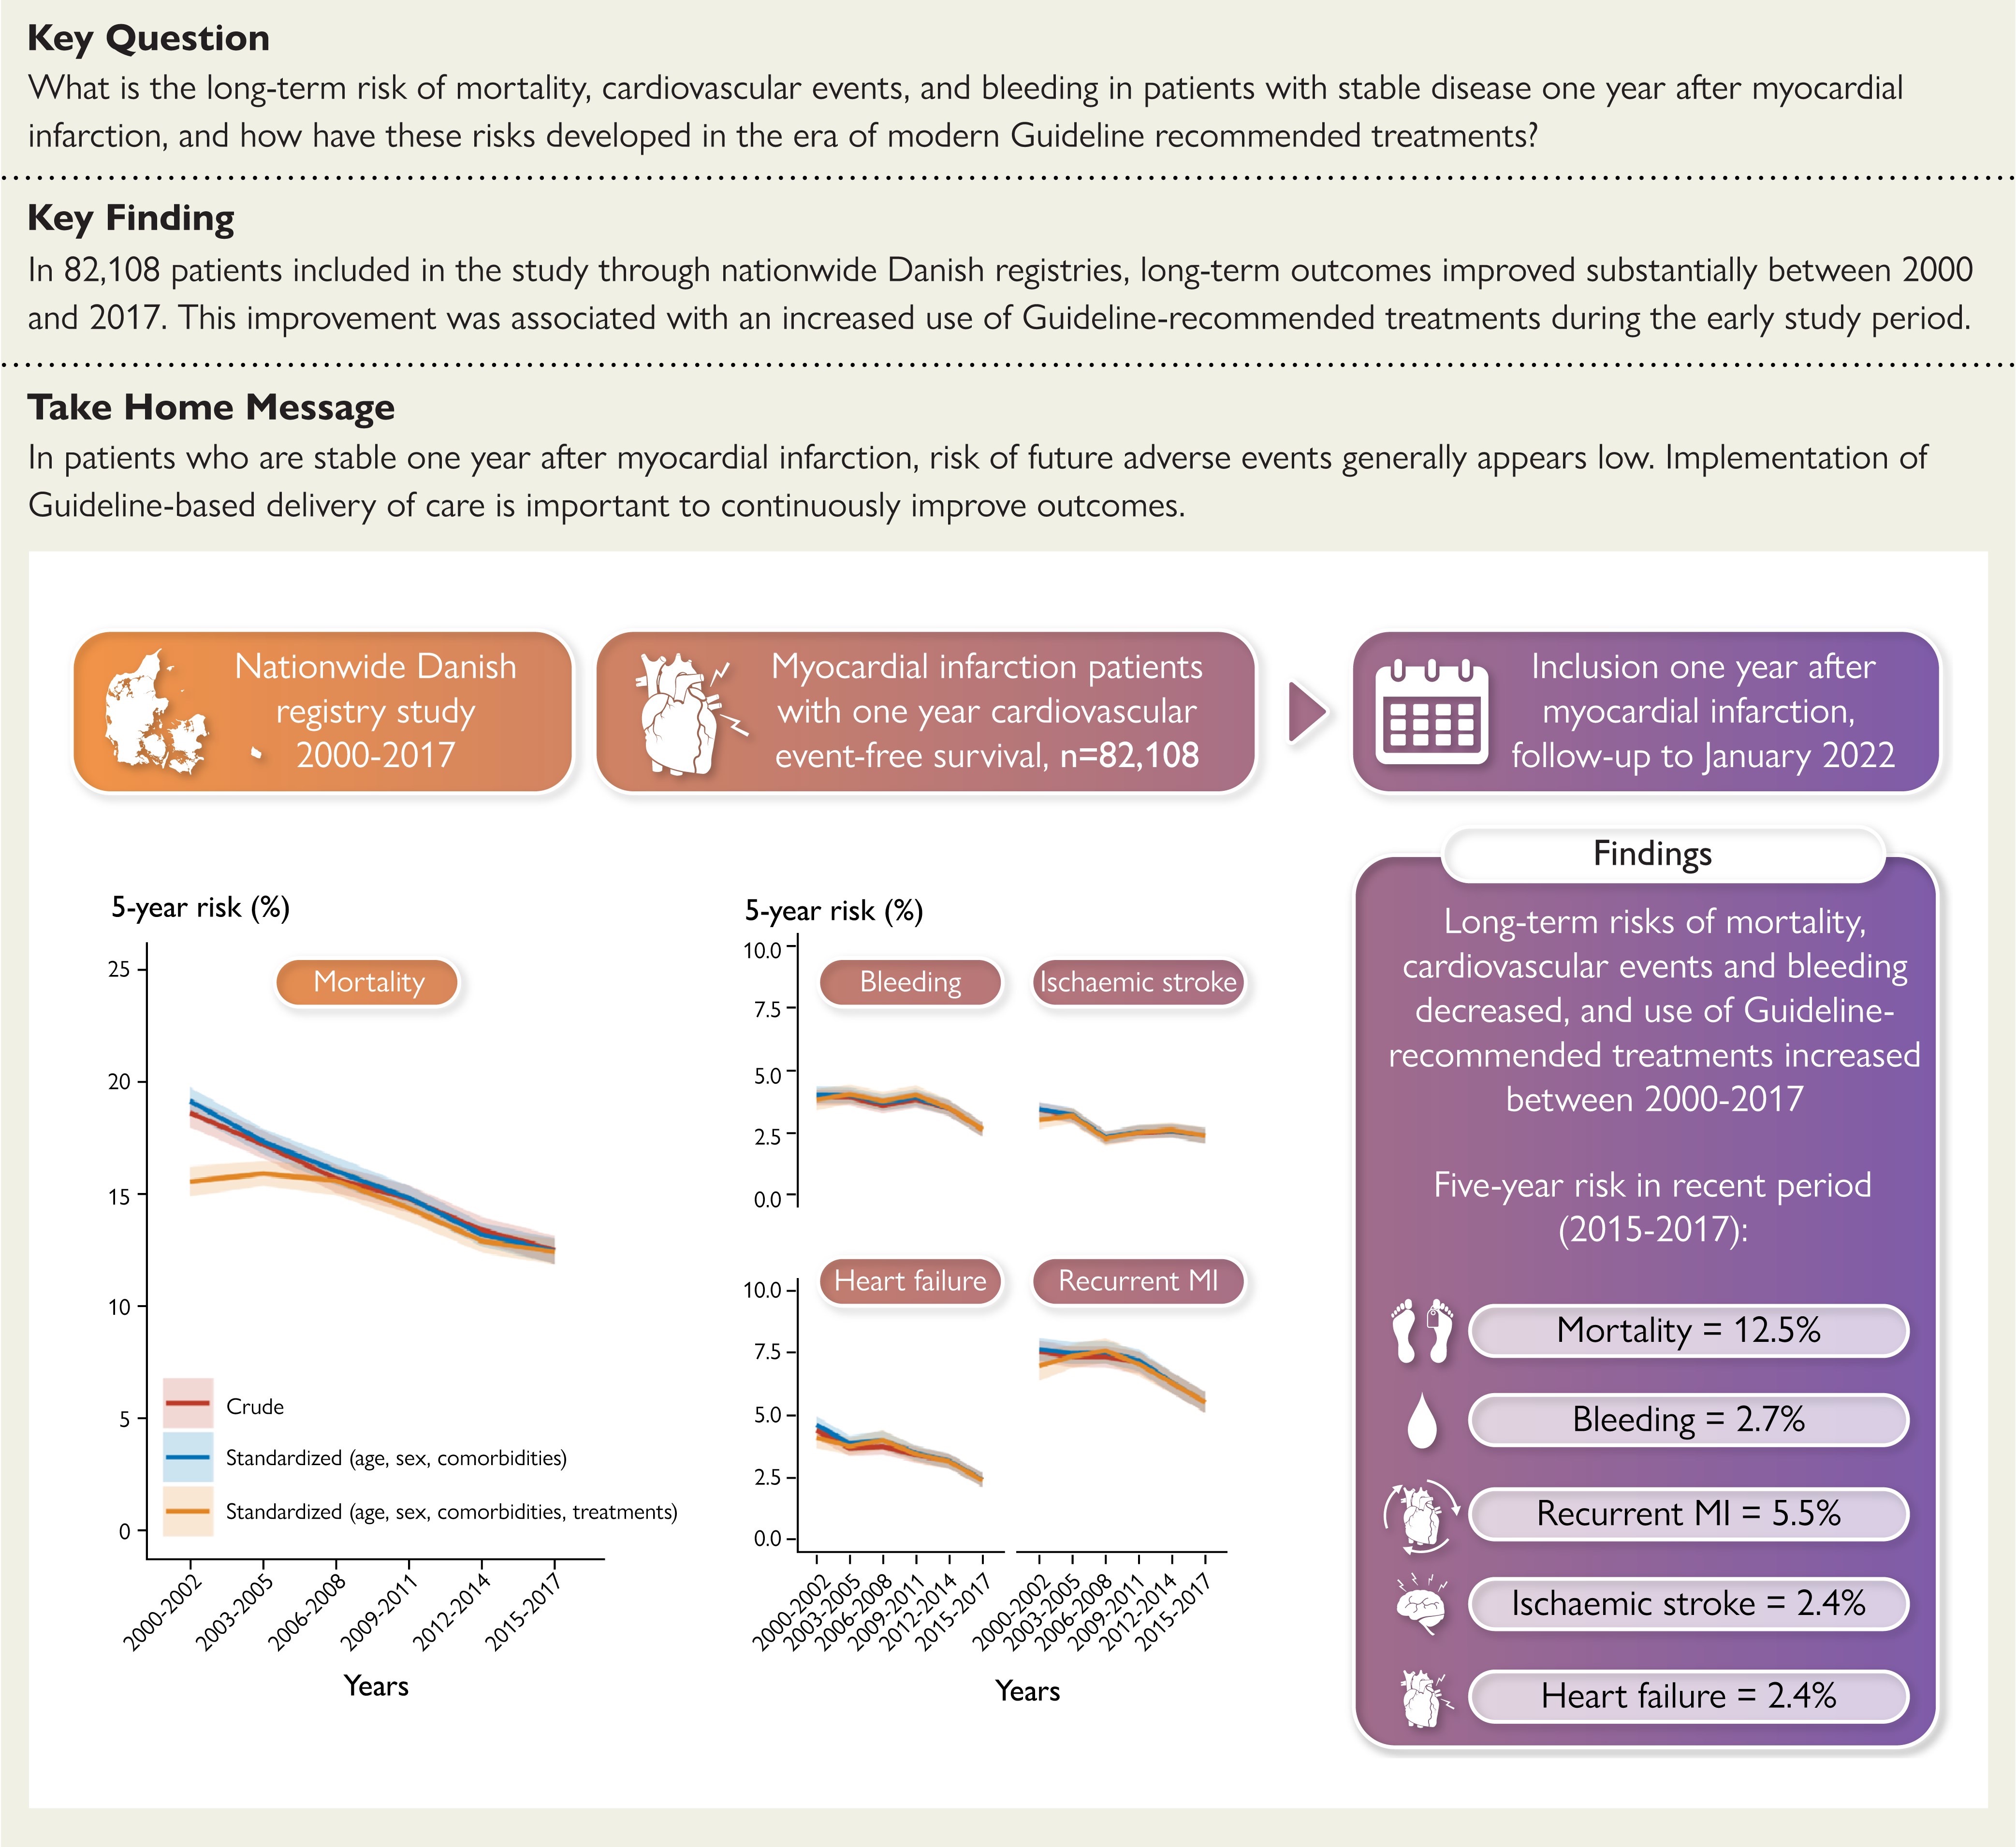 Key Question
What is the long-term risk of mortality, cardiovascular events, and bleeding in patients with stable disease one year after myocardial
infarction, and how have these risks developed in the era of modern Guideline recommended treatments?
Key Finding
In 82,108 patients included in the study through nationwide Danish registries, long-term outcomes improved substantially between 2000
and 2017. This improvement was associated with an increased use of Guideline-recommended treatments during the early study period.
Take Home Message
In patients who are stable one year after myocardial infarction, risk of future adverse events generally appears low. Implementation of
Guideline-based delivery of care is important to continuously improve outcomes.
Nationwide Danish
registry study
2000-2017
Myocardial infarction patients
with one year cardiovascular
event-free survival, n=82,108
Inclusion one year after
myocardial infarction,
follow-up to January 2022
5-year risk (%)
Mortality
25
20
15
10
5
0
Crude
Standardized (age, sex, comorbidities)
Standardized (age, sex, comorbidities, treatments)
2000-2002
2003-2005
2006-2008
2009-2011
2012-2014
2015-2017
Years
5-year risk (%)
Bleeding
Ischaemic stroke
10.0
7.5
5.0
2.5
0.0
Heart failure
Recurrent MI
10.0
7.5
5.0
2.5
0.0
2000-2002
2003-2005
2006-2008
2009-2011
2012-2014
2015-2017
2000-2002
2003-2005
2006-2008
2009-2011
2012-2014
2015-2017
Years
Findings
Long-term risks of mortality,
cardiovascular events and bleeding
decreased, and use of Guideline-
recommended treatments increased
between 2000-2017
Five-year risk in recent period
(2015-2017):
Mortality = 12.5%
Bleeding = 2.7%
Recurrent MI = 5.5%
Ischaemic stroke = 2.4%
Heart failure = 2.4%